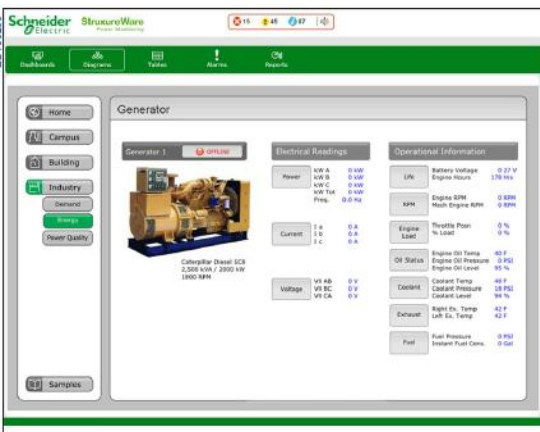 Schneider Electric
StruxureWare
Power Monitoring
15 45 47
Dashboards Diagrams Tables Alarms Reports
Generator
Home
Campus
Building
Industry
Demand
Energy
Power Quality
Samples
Generator 1 OFFLINE
Caterpillar Diesel SC8
2,500 kVA / 2000 kW
1800 RPM
Electrical Readings
Power
kW A 0 kW
kW B 0 kW
kW C 0 kW
kW Tot 0 kW
Freq. 0.0 Hz
Current
I a 0 A
I b 0 A
I c 0 A
Voltage
Vll AB 0 V
Vll BC 0 V
Vll CA 0 V
Operational Information
Life
Battery Voltage 0 27 V
Engine Hours 178 Hrs
RPM
Engine RPM 0 RPM
Mech Engine RPM 0 RPM
Engine Load
Throttle Posn 0 %
% Load 0 %
Oil Status
Engine Oil Temp 40 F
Engine Oil Pressure 0 PSI
Engine Oil Level 95 %
Coolant
Coolant Temp 40 F
Coolant Pressure 18 PSI
Coolant Level 94 %
Exhaust
Right Ex. Temp 42 F
Left Ex. Temp 42 F
Fuel
Fuel Pressure 0 PSI
Instant Fuel Cons. 0 Gal